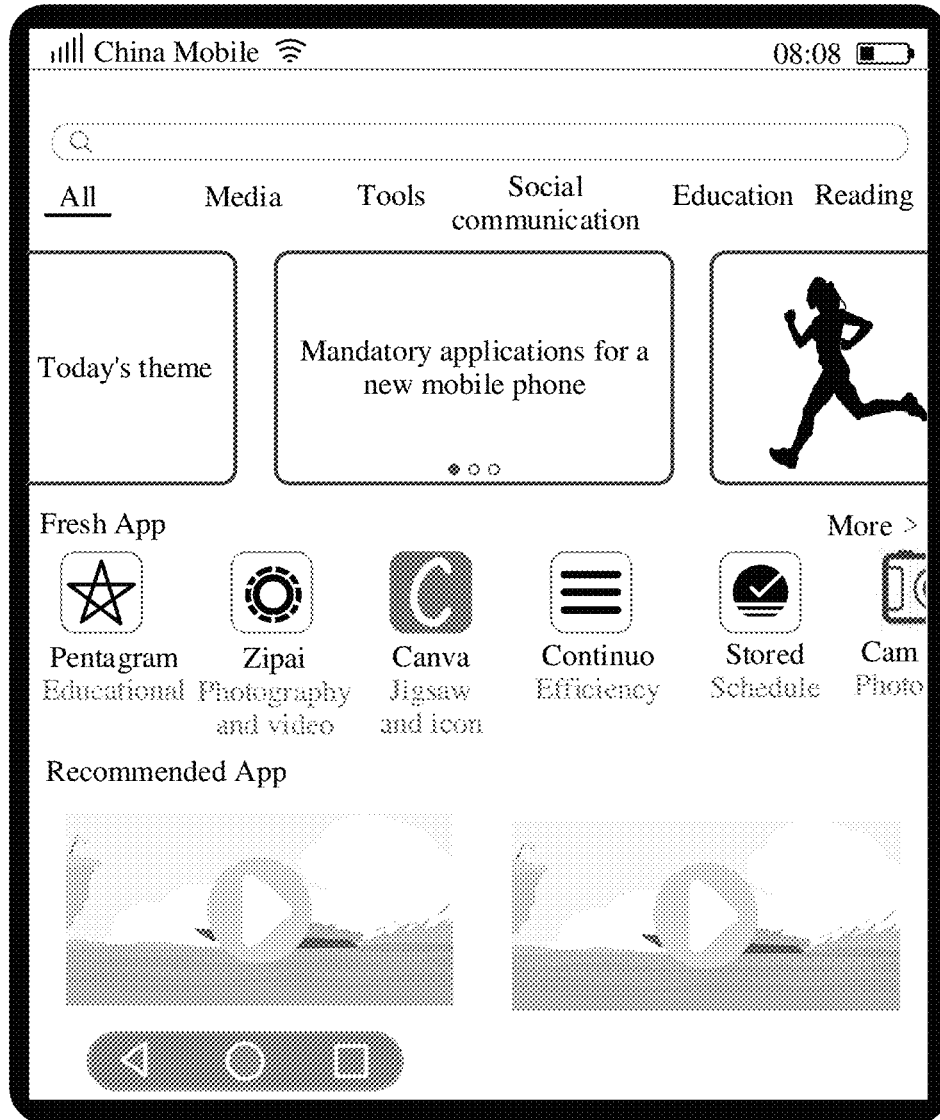 China Mobile 08:08
All Media Tools Social communication Education Reading
Today's theme
Mandatory applications for a
new mobile phone
Fresh App More >
Pentagram Zipai Canva Continuo Stored Cam
Educational Photography and video Jigsaw and icon Efficiency Schedule Photo
Recommended App